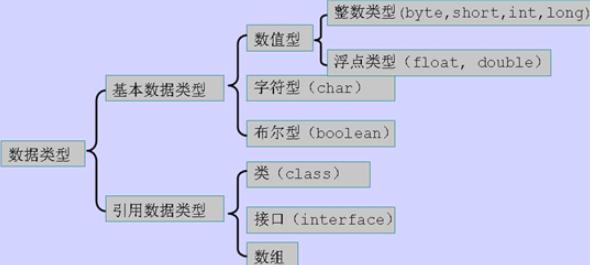 整数类型(byte,short,int,long)
数值型
浮点类型（float, double）
基本数据类型
字符型（char）
布尔型（boolean）
数据类型
类（class）
引用数据类型
接口（interface）
数组